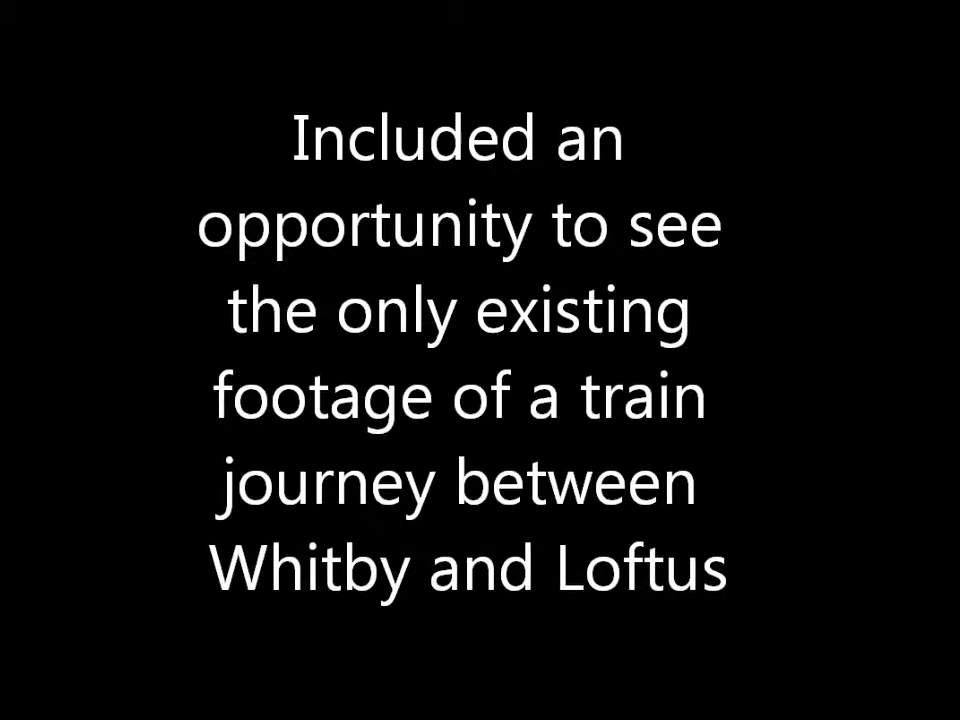 Included an
opportunity to see
the only existing
footage of a train
journey between
Whitby and Loftus